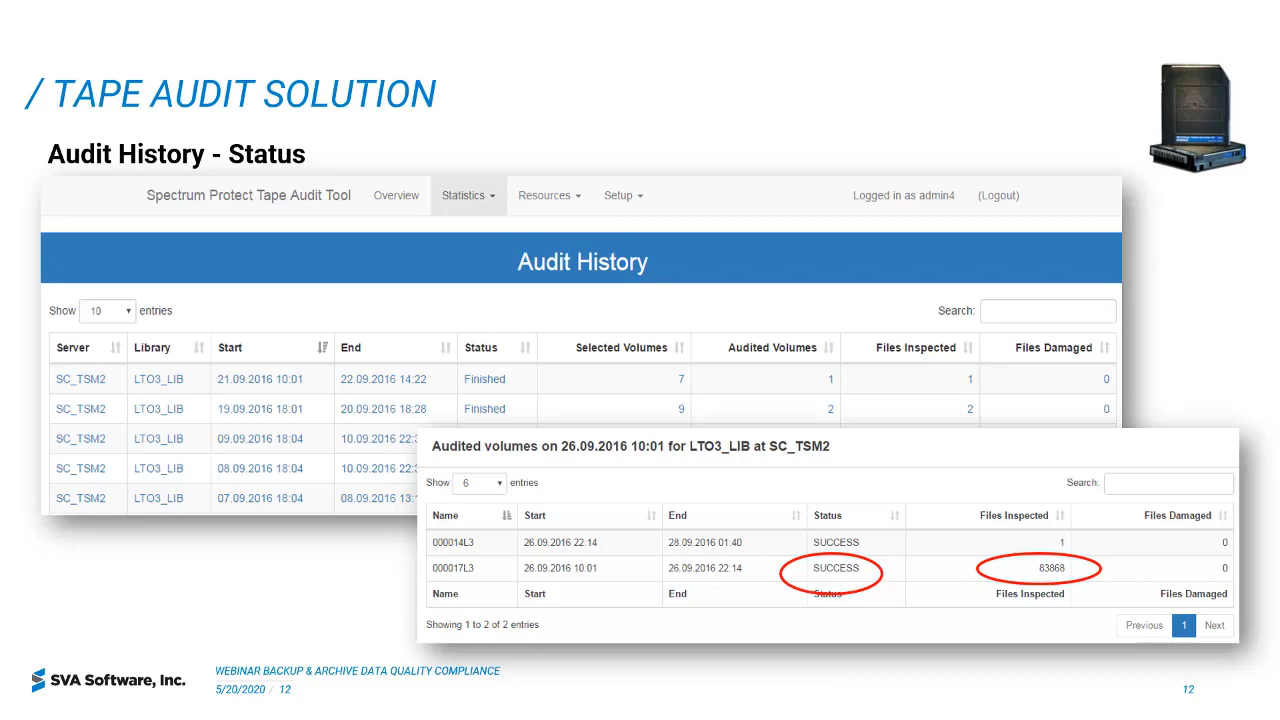 / TAPE AUDIT SOLUTION
Audit History - Status
Spectrum Protect Tape Audit Tool Overview Statistics Resources Setup Logged in as admin4 (Logout)
Audit History
Show 10 entries Search:
Server Library Start End Status Selected Volumes Audited Volumes Files Inspected Files Damaged
SC_TSM2 LTO3_LIB 21.09.2016 10:01 22.09.2016 14:22 Finished 7 1 1 0
SC_TSM2 LTO3_LIB 19.09.2016 18:01 20.09.2016 18:28 Finished 9 2 2 0
SC_TSM2 LTO3_LIB 09.09.2016 18:04 10.09.2016
SC_TSM2 LTO3_LIB 08.09.2016 18:04 10.09.2016
SC_TSM2 LTO3_LIB 07.09.2016 18:04 08.09.2016
Audited volumes on 26.09.2016 10:01 for LTO3_LIB at SC_TSM2
Show 6 entries Search:
Name Start End Status Files Inspected Files Damaged
000014L3 26.09.2016 22:14 28.09.2016 01:40 SUCCESS 1 0
000017L3 26.09.2016 10:01 26.09.2016 22:14 SUCCESS 83868 0
Name Start End Status Files Inspected Files Damaged
Showing 1 to 2 of 2 entries Previous 1 Next
SVA Software, Inc.
WEBINAR BACKUP & ARCHIVE DATA QUALITY COMPLIANCE
5/20/2020 / 12 12